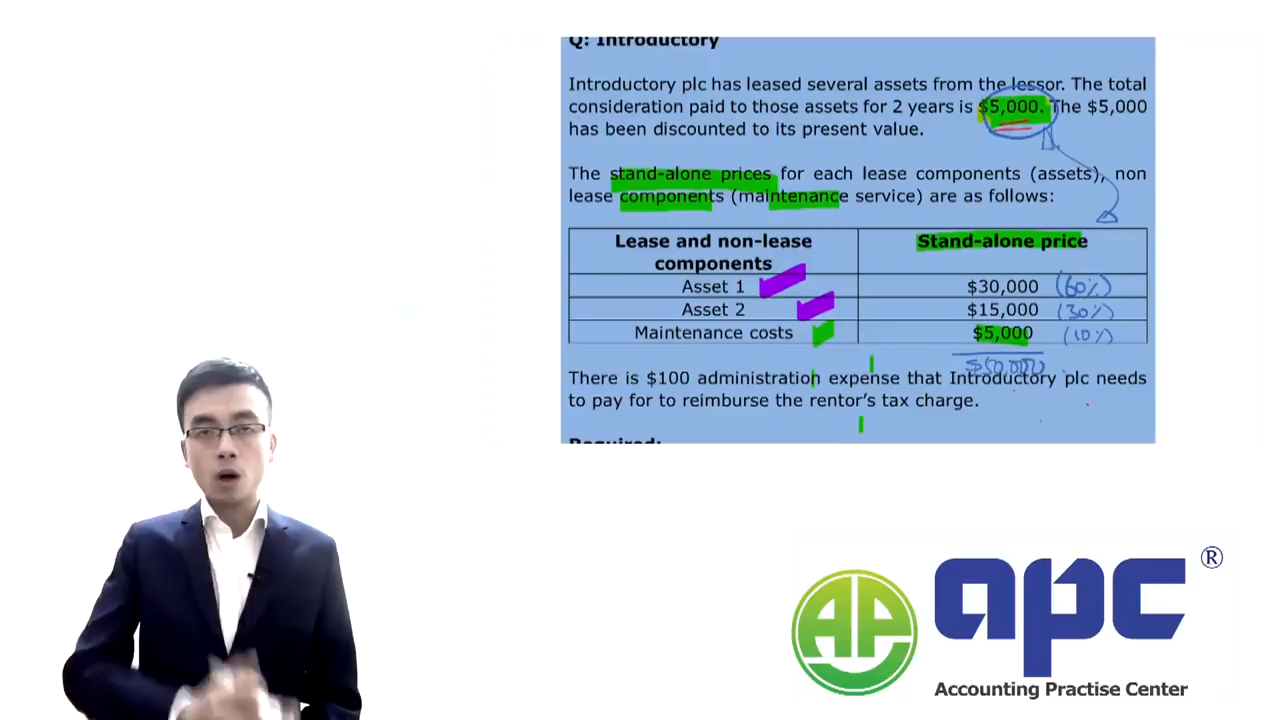 Q: Introductory
Introductory plc has leased several assets from the lessor. The total
consideration paid to those assets for 2 years is $5,000. The $5,000
has been discounted to its present value.
The stand-alone prices for each lease components (assets), non
lease components (maintenance service) are as follows:
Lease and non-lease components Stand-alone price
Asset 1 $30,000 (60%)
Asset 2 $15,000 (30%)
Maintenance costs $5,000 (10%)
$50,000
There is $100 administration expense that Introductory plc needs
to pay for to reimburse the rentor's tax charge.
Required:
AP
apc ®
Accounting Practise Center